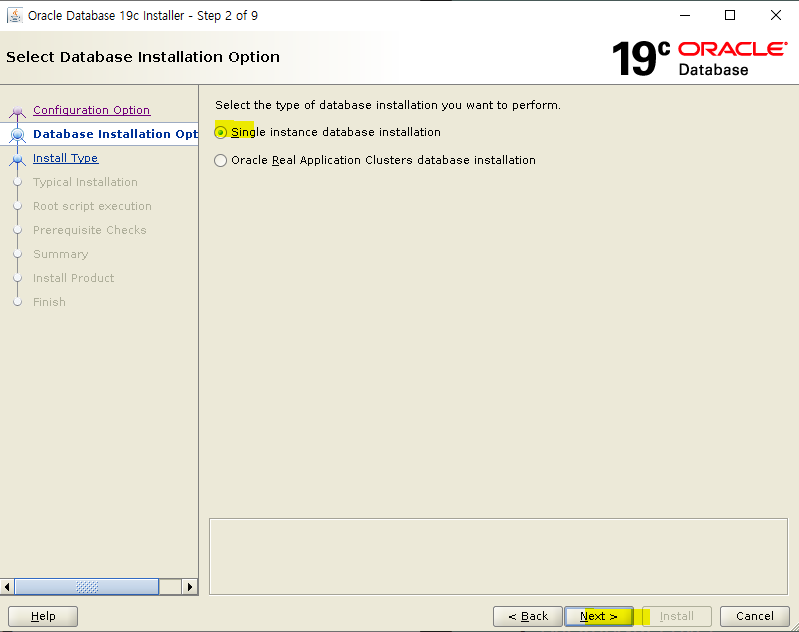 Oracle Database 19c Installer - Step 2 of 9
Select Database Installation Option
19c ORACLE
Database
Configuration Option
Database Installation Opt
Install Type
Typical Installation
Root script execution
Prerequisite Checks
Summary
Install Product
Finish
Select the type of database installation you want to perform.
Single instance database installation
Oracle Real Application Clusters database installation
Help
< Back
Next >
Install
Cancel